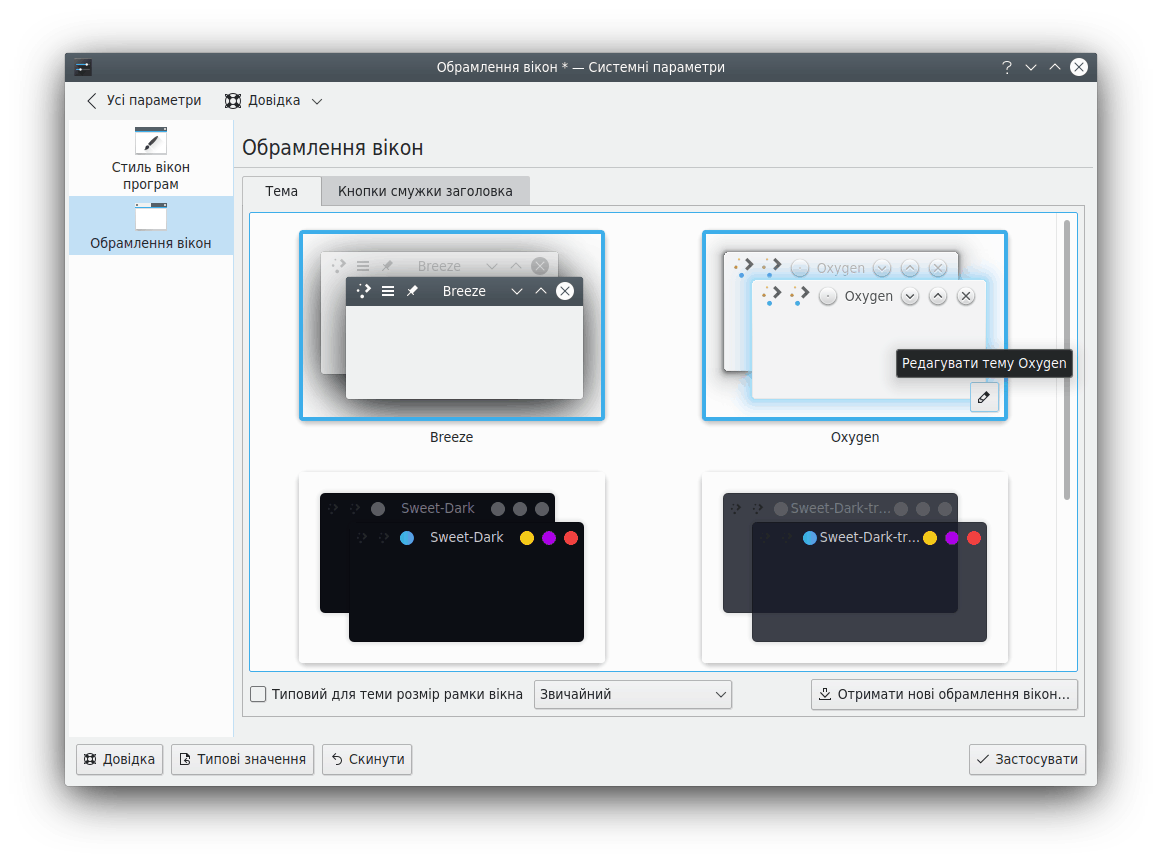 Обрамлення вікон * — Системні параметри
Усі параметри
Довідка
Стиль вікон
програм
Обрамлення вікон
Обрамлення вікон
Тема
Кнопки смужки заголовка
Breeze
Breeze
Breeze
Oxygen
Oxygen
Редагувати тему Oxygen
Oxygen
Sweet-Dark
Sweet-Dark
Sweet-Dark-tr...
Sweet-Dark-tr...
Типовий для теми розмір рамки вікна
Звичайний
Отримати нові обрамлення вікон...
Довідка
Типові значення
Скинути
Застосувати